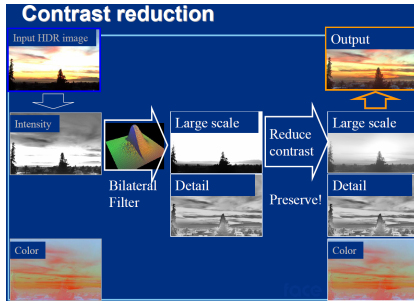 Contrast reduction
Input HDR image
Output
Intensity
Large scale
Reduce
contrast
Large scale
Bilateral
Filter
Detail
Preserve!
Detail
Color
Color